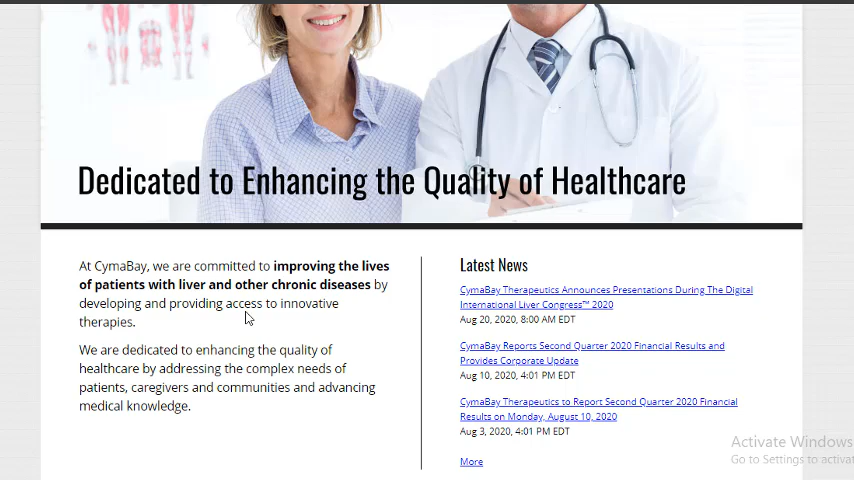 Dedicated to Enhancing the Quality of Healthcare
At CymaBay, we are committed to improving the lives
of patients with liver and other chronic diseases by
developing and providing access to innovative
therapies.
We are dedicated to enhancing the quality of
healthcare by addressing the complex needs of
patients, caregivers and communities and advancing
medical knowledge.
Latest News
CymaBay Therapeutics Announces Presentations During The Digital
International Liver Congress™ 2020
Aug 20, 2020, 8:00 AM EDT
CymaBay Reports Second Quarter 2020 Financial Results and
Provides Corporate Update
Aug 10, 2020, 4:01 PM EDT
CymaBay Therapeutics to Report Second Quarter 2020 Financial
Results on Monday, August 10, 2020
Aug 3, 2020, 4:01 PM EDT
More
Activate Windows
Go to Settings to activat